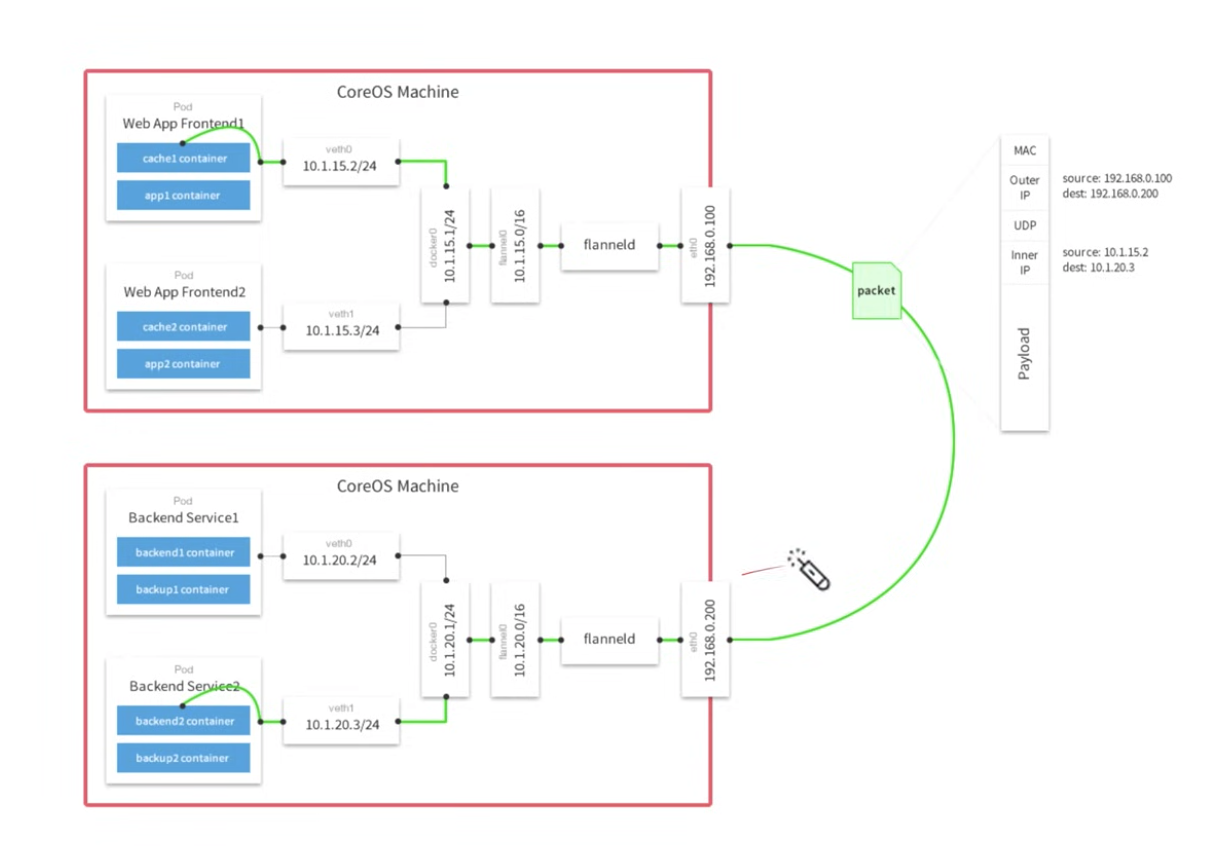 CoreOS Machine
Pod
Web App Frontend1
cache1 container
app1 container
veth0
10.1.15.2/24
Pod
Web App Frontend2
cache2 container
app2 container
veth1
10.1.15.3/24
docker0
10.1.15.1/24
flannel0
10.1.15.0/16
flanneld
eth0
192.168.0.100
packet
MAC
Outer
IP
source: 192.168.0.100
dest: 192.168.0.200
UDP
Inner
IP
source: 10.1.15.2
dest: 10.1.20.3
Payload
CoreOS Machine
Pod
Backend Service1
backend1 container
backup1 container
veth0
10.1.20.2/24
Pod
Backend Service2
backend2 container
backup2 container
veth1
10.1.20.3/24
docker0
10.1.20.1/24
flannel0
10.1.20.0/16
flanneld
eth0
192.168.0.200